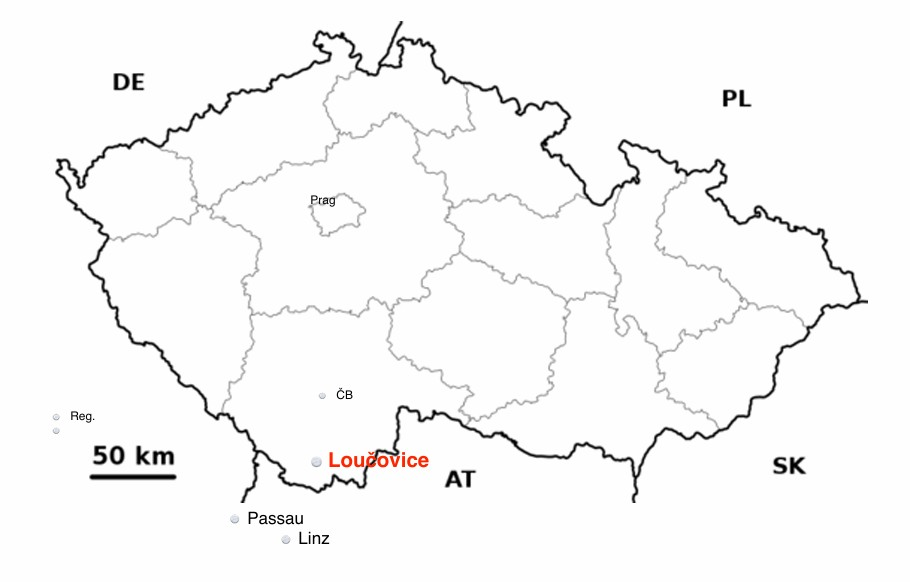 DE
PL
Prag
ČB
Reg.
50 km
Loučovice
AT
SK
Passau
Linz